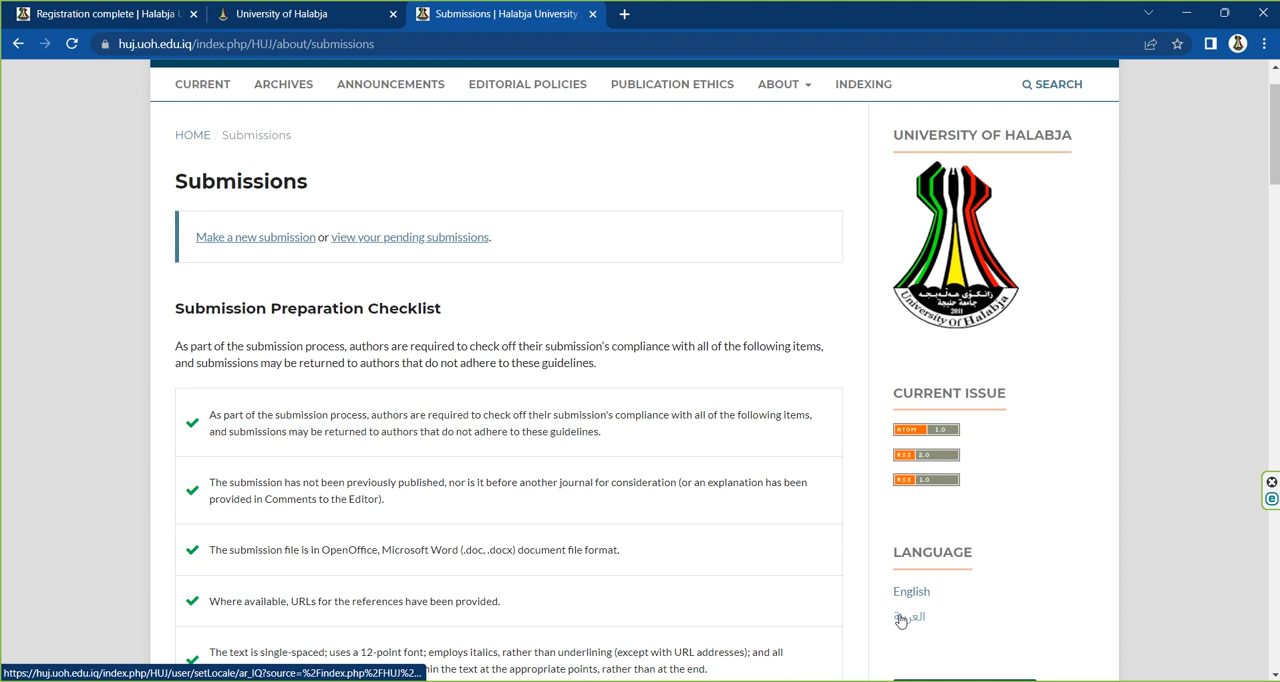 Registration complete | Halabja U
University of Halabja
Submissions | Halabja University
huj.uoh.edu.iq/index.php/HUJ/about/submissions
CURRENT
ARCHIVES
ANNOUNCEMENTS
EDITORIAL POLICIES
PUBLICATION ETHICS
ABOUT
INDEXING
SEARCH
HOME / Submissions
Submissions
Make a new submission or view your pending submissions.
Submission Preparation Checklist
As part of the submission process, authors are required to check off their submission's compliance with all of the following items,
and submissions may be returned to authors that do not adhere to these guidelines.
As part of the submission process, authors are required to check off their submission's compliance with all of the following items,
and submissions may be returned to authors that do not adhere to these guidelines.
The submission has not been previously published, nor is it before another journal for consideration (or an explanation has been
provided in Comments to the Editor).
The submission file is in OpenOffice, Microsoft Word (.doc, .docx) document file format.
Where available, URLs for the references have been provided.
The text is single-spaced; uses a 12-point font; employs italics, rather than underlining (except with URL addresses); and all
hin the text at the appropriate points, rather than at the end.
UNIVERSITY OF HALABJA
زانکۆی هەڵەبجە
جامعة حلبجة
2011
University Of Halabja
CURRENT ISSUE
ATOM 1.0
RSS 2.0
RSS 1.0
LANGUAGE
English
العربية
https://huj.uoh.edu.iq/index.php/HUJ/user/setLocale/ar_IQ?source=%2Findex.php%2FHUJ%2...